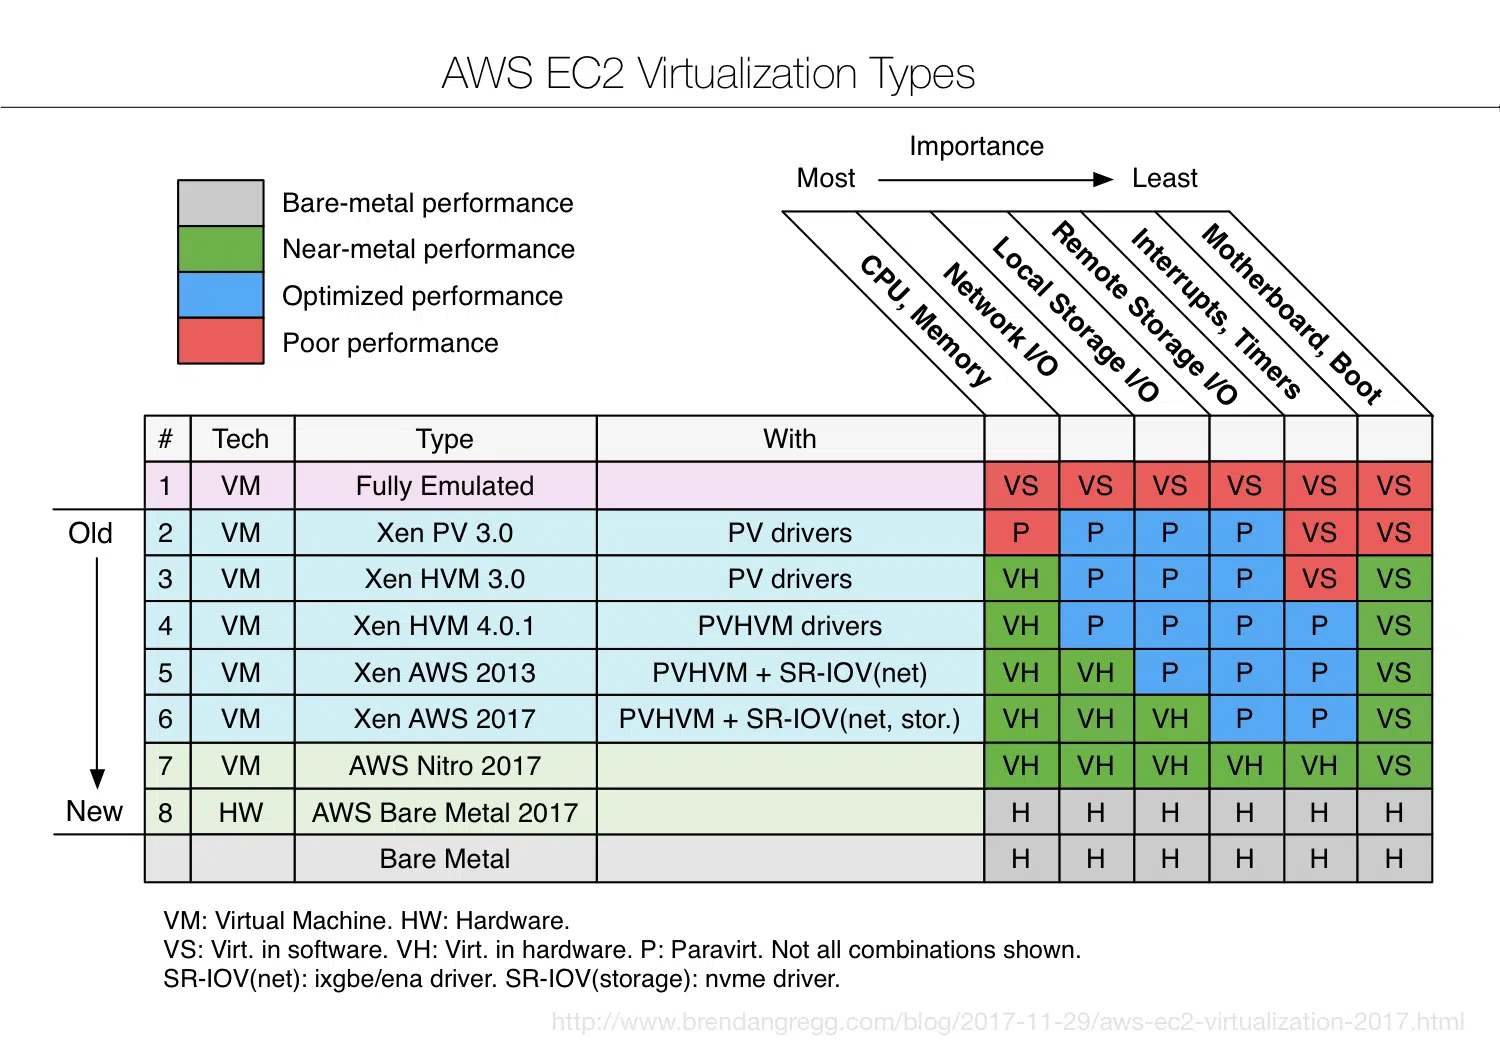 AWS EC2 Virtualization Types
Importance
Most Least
Bare-metal performance
Near-metal performance
Optimized performance
Poor performance
CPU, Memory
Network I/O
Local Storage I/O
Remote Storage I/O
Interrupts, Timers
Motherboard, Boot
# Tech Type With
1 VM Fully Emulated VS VS VS VS VS VS
Old 2 VM Xen PV 3.0 PV drivers P P P P VS VS
3 VM Xen HVM 3.0 PV drivers VH P P P VS VS
4 VM Xen HVM 4.0.1 PVHVM drivers VH P P P P VS
5 VM Xen AWS 2013 PVHVM + SR-IOV(net) VH VH P P P VS
6 VM Xen AWS 2017 PVHVM + SR-IOV(net, stor.) VH VH VH P P VS
7 VM AWS Nitro 2017 VH VH VH VH VH VS
New 8 HW AWS Bare Metal 2017 H H H H H H
Bare Metal H H H H H H
VM: Virtual Machine. HW: Hardware.
VS: Virt. in software. VH: Virt. in hardware. P: Paravirt. Not all combinations shown.
SR-IOV(net): ixgbe/ena driver. SR-IOV(storage): nvme driver.
http://www.brendangregg.com/blog/2017-11-29/aws-ec2-virtualization-2017.html